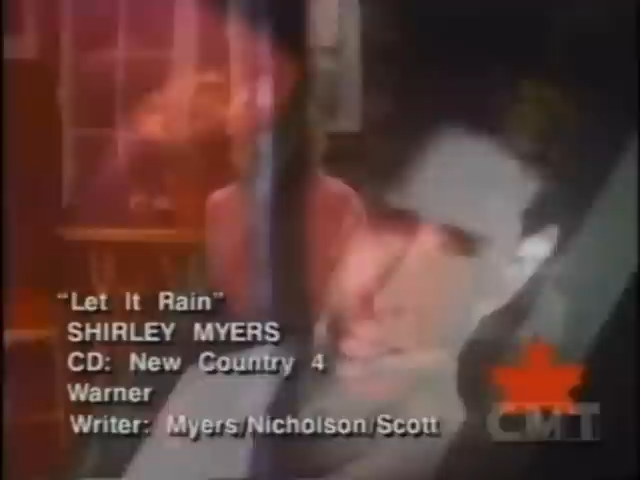 "Let It Rain"
SHIRLEY MYERS
CD: New Country 4
Warner
Writer: Myers/Nicholson/Scott
CMT